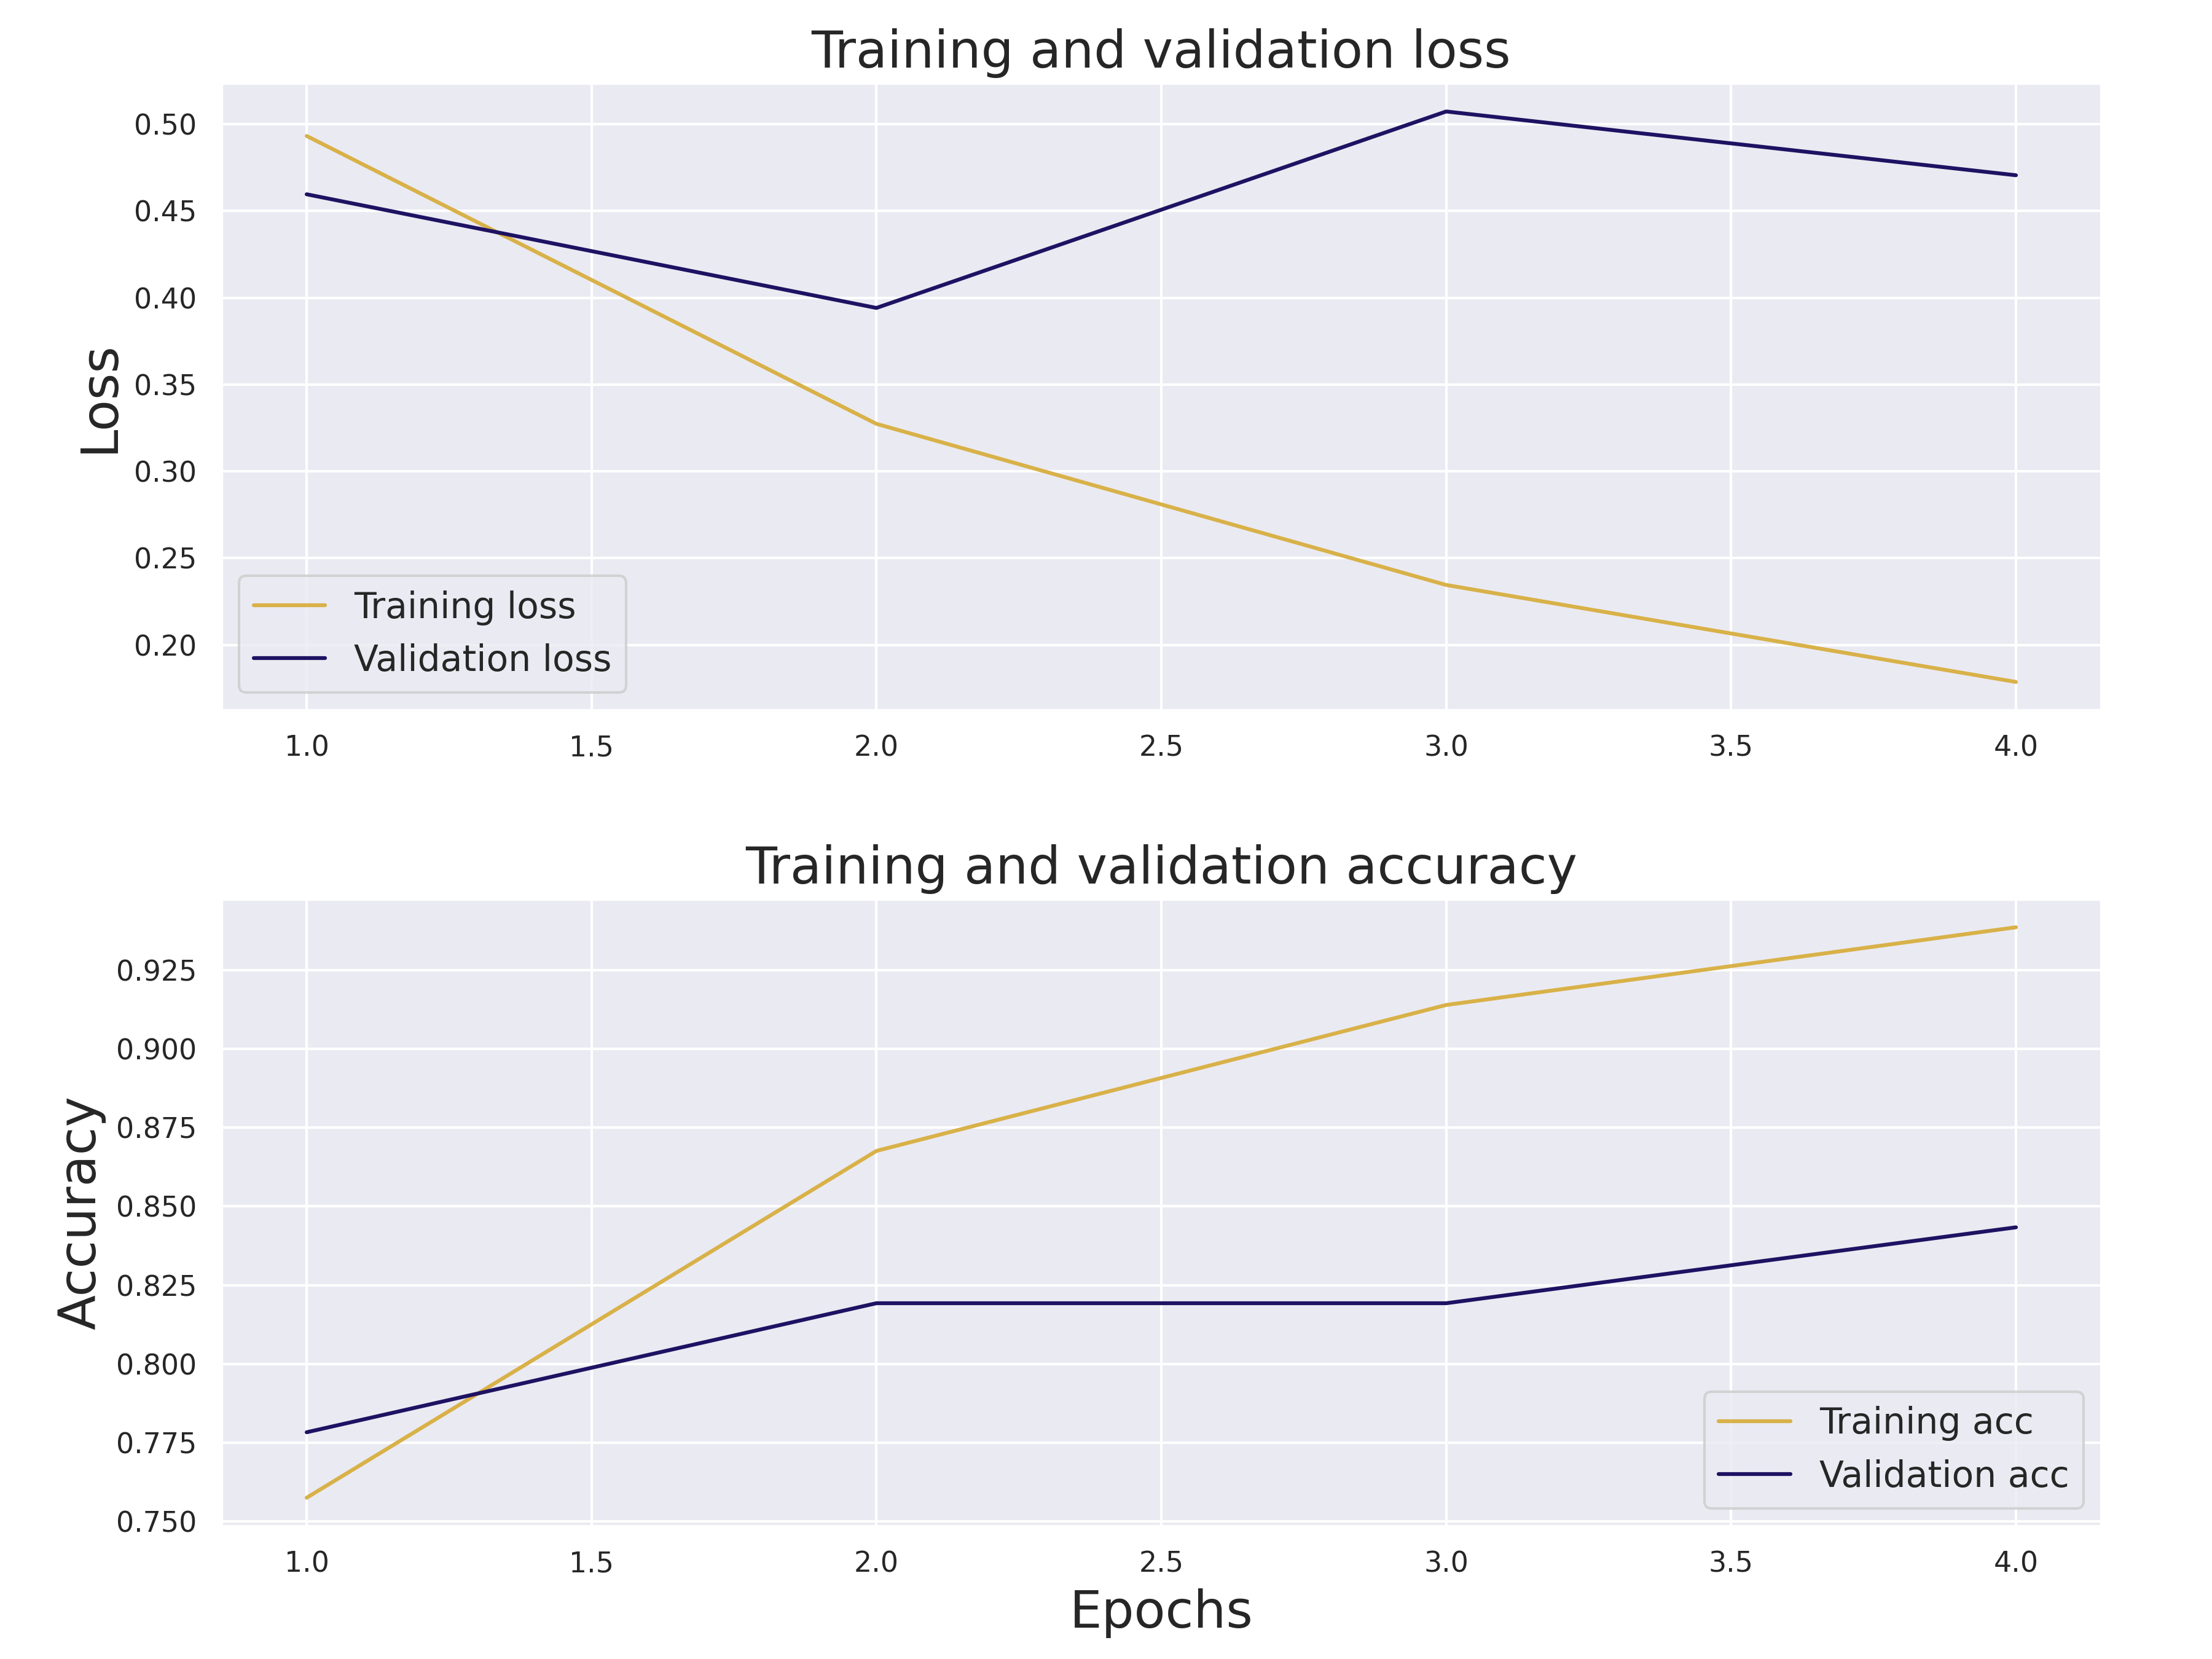 Training and validation loss
Loss
0.50
0.45
0.40
0.35
0.30
0.25
0.20
Training loss
Validation loss
1.0 1.5 2.0 2.5 3.0 3.5 4.0
Training and validation accuracy
Accuracy
0.925
0.900
0.875
0.850
0.825
0.800
0.775
0.750
Training acc
Validation acc
1.0 1.5 2.0 2.5 3.0 3.5 4.0
Epochs